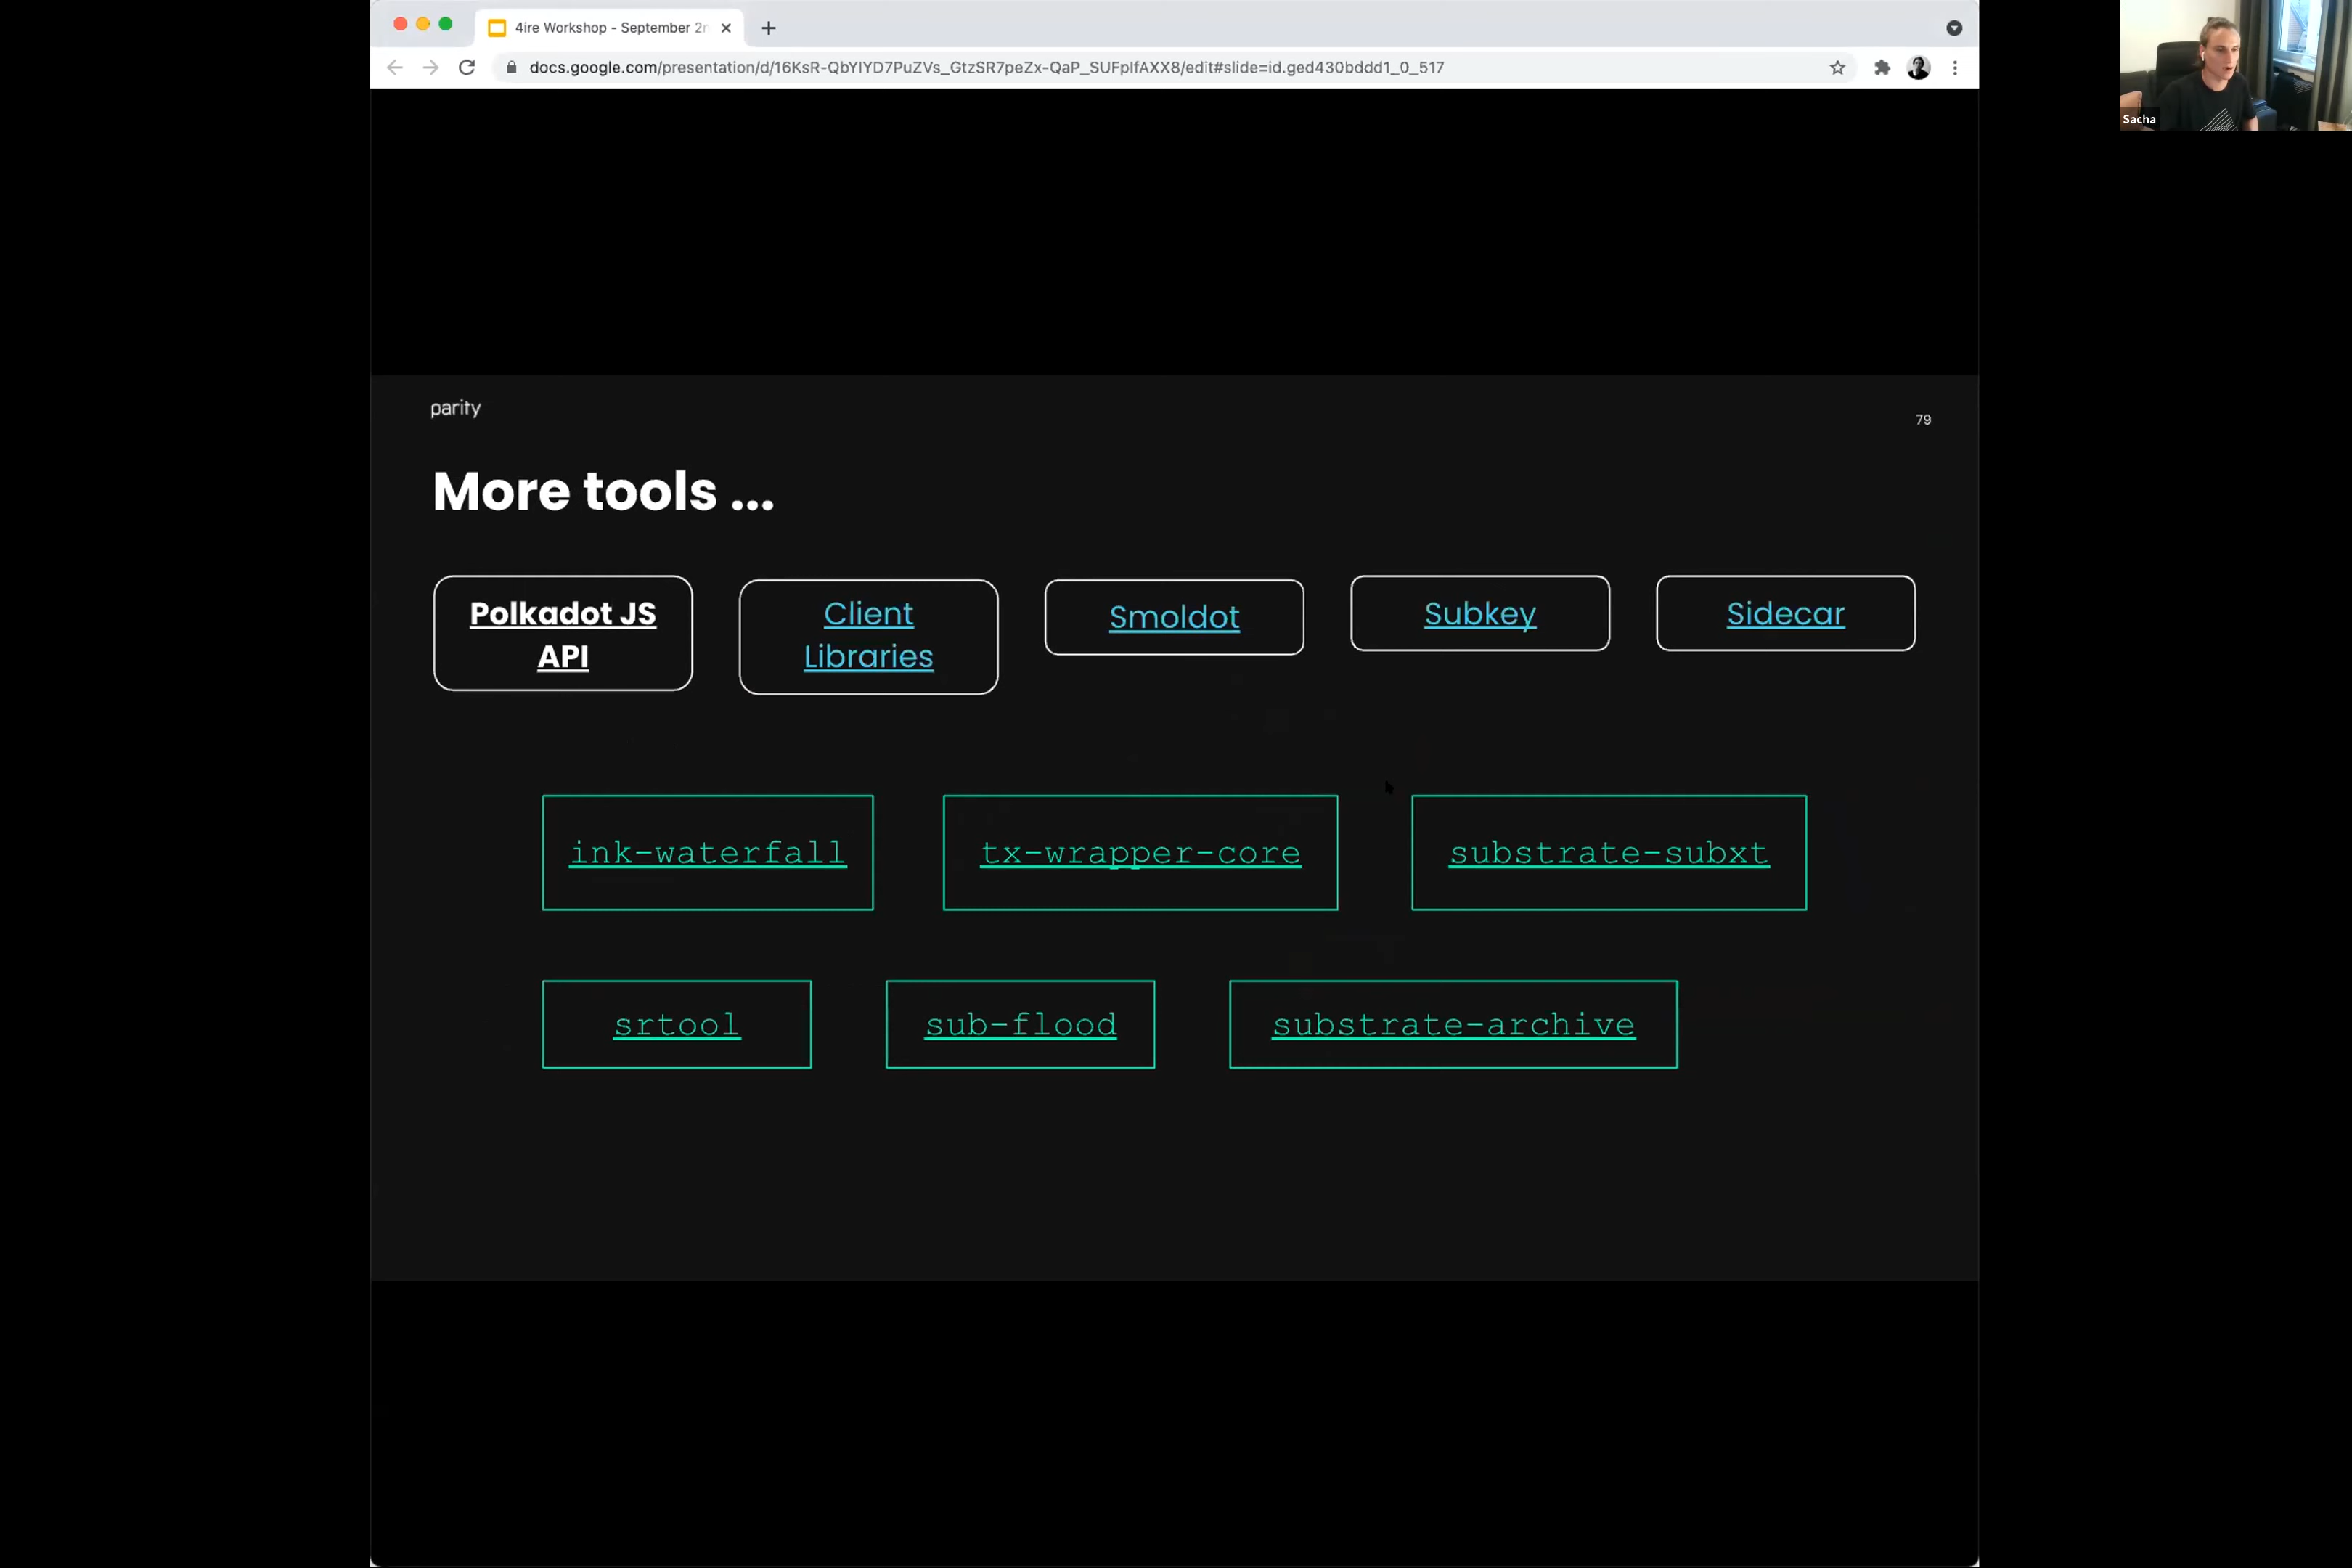 4ire Workshop - September 2n
docs.google.com/presentation/d/16KsR-QbYIYD7PuZVs_GtzSR7peZx-QaP_SUFpIfAXX8/edit#slide=id.ged430bddd1_0_517
Sacha
parity
79
More tools ...
Polkadot JS
API
Client
Libraries
Smoldot
Subkey
Sidecar
ink-waterfall
tx-wrapper-core
substrate-subxt
srtool
sub-flood
substrate-archive